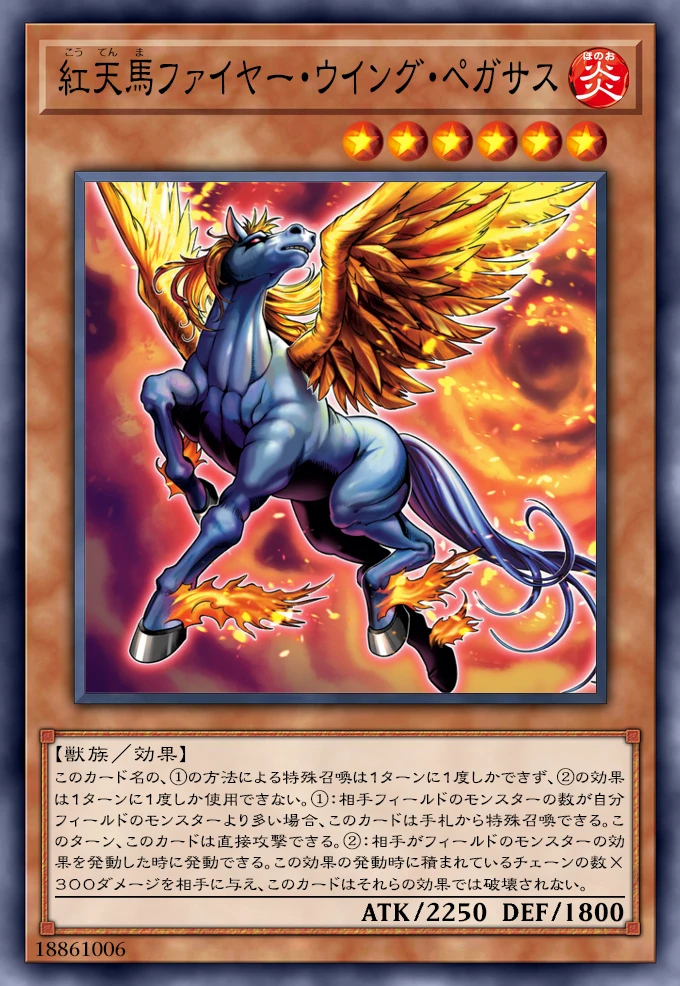 こう てん ま
紅天馬ファイヤー・ウイング・ペガサス
ほのお
炎
【獣族／効果】
このカード名の、①の方法による特殊召喚は1ターンに1度しかできず、②の効果
は1ターンに1度しか使用できない。①：相手フィールドのモンスターの数が自分
フィールドのモンスターより多い場合、このカードは手札から特殊召喚できる。こ
のターン、このカードは直接攻撃できる。②：相手がフィールドのモンスターの効
果を発動した時に発動できる。この効果の発動時に積まれているチェーンの数×
300ダメージを相手に与え、このカードはそれらの効果では破壊されない。
ATK/2250 DEF/1800
18861006